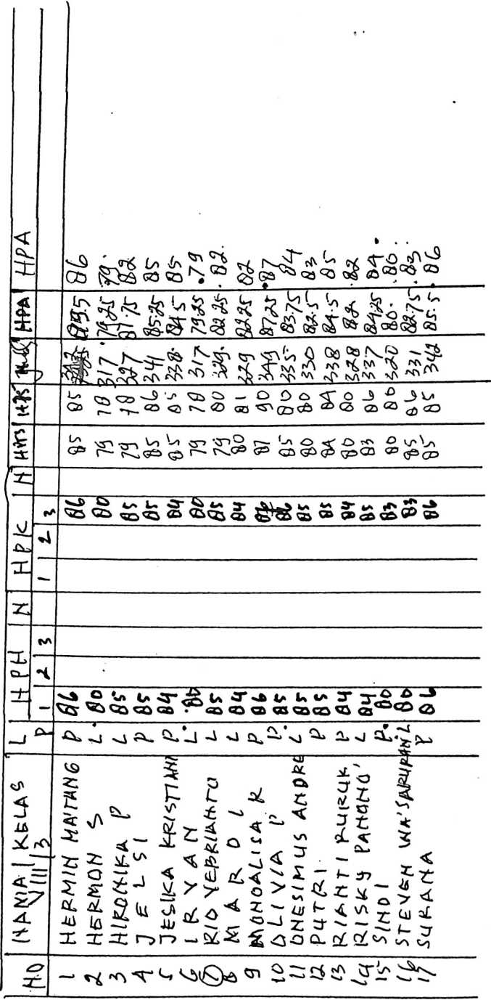 NO | NAMA / KELAS VIII/3 | L P | HPH 1 2 3 | N | HPK 1 2 3 | N | HPTS | HPAS | HPA | HPA
1 HERMIN MAITANG P 86 86 85 85 86
2 HERMON S L 80 80 79 78 317 79.25 79
3 HIRONIKA P L 85 85 79 78 327 81.75 82
4 JELSI P 85 85 85 86 341 85.25 85
5 JESIKA KRISTIANI P 84 84 85 85 338 84.5 85
6 IRYAN L 80 80 79 78 317 79.25 79
7 RIO YEBRIANTO L 85 85 79 80 329 82.25 82
8 MARDI L 84 84 80 81 329 82.25 82
9 MONOALISA R P 86 87 90 349 87.25 87
10 OLIVIA P P 85 86 85 80 335 83.75 84
11 ONESIMUS ANDRE L 85 85 80 80 330 82.5 83
12 PUTRI P 85 85 84 84 338 84.5 85
13 RIANTI RURUK P 84 84 80 80 328 82 82
14 RISKY PANONO' L 84 85 83 86 337 84.25 84
15 SINDI P 80 83 80 80 320 80 80
16 STEVEN WA'SARURAN L 80 83 85 86 331 82.75 83
17 SURANA P 86 86 85 85 342 85.5 86